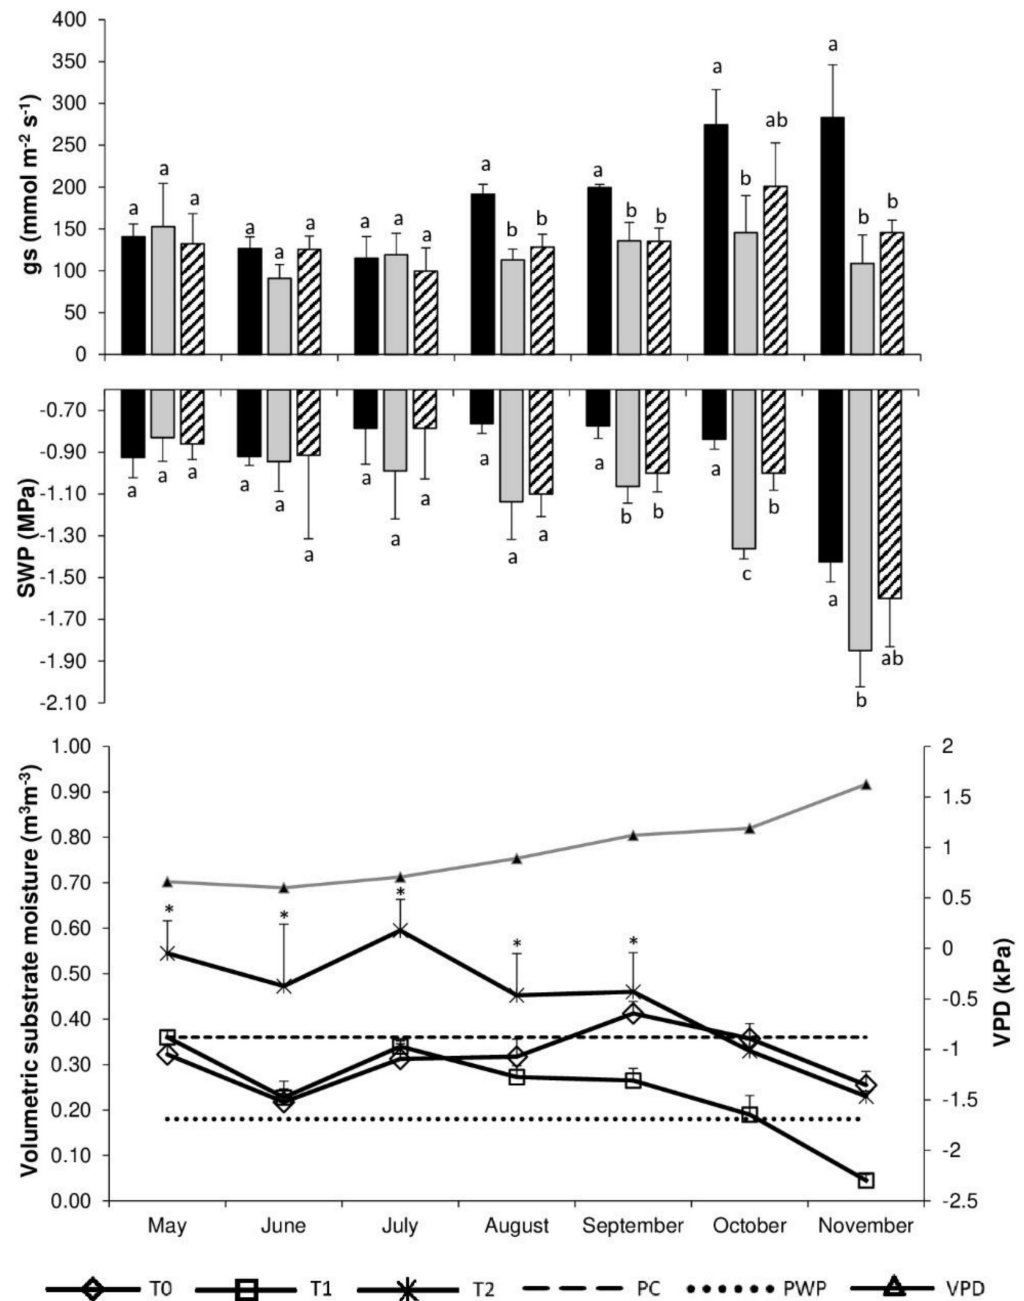 400
350
300
250
200
150
100
50
0
gs (mmol m-2 s-1)
a a a
a a a
a a a
a b b
a b b
a b ab
a b b
-0.70
-0.90
-1.10
-1.30
-1.50
-1.70
-1.90
-2.10
SWP (MPa)
a a a
a a a
a a a
a a a
a b b
a c b
a b ab
1.00
0.90
0.80
0.70
0.60
0.50
0.40
0.30
0.20
0.10
0.00
Volumetric substrate moisture (m3m-3)
* * * * *
2
1.5
1
0.5
0
-0.5
-1
-1.5
-2
-2.5
VPD (kPa)
May June July August September October November
T0 T1 T2 PC PWP VPD